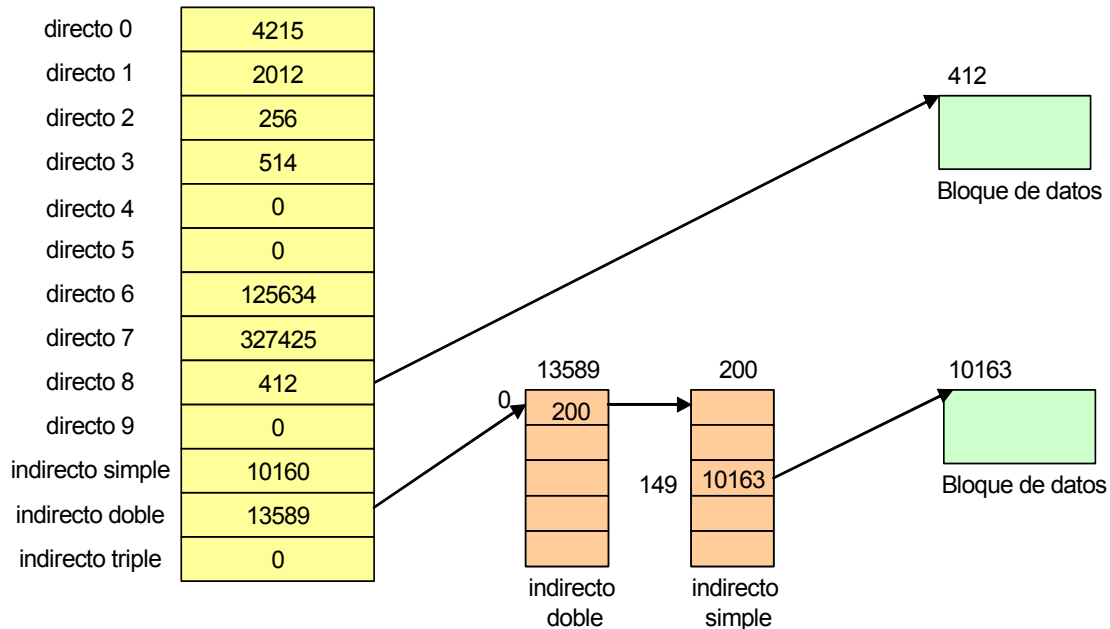 directo 0 4215
directo 1 2012
directo 2 256
directo 3 514
directo 4 0
directo 5 0
directo 6 125634
directo 7 327425
directo 8 412
directo 9 0
indirecto simple 10160
indirecto doble 13589
indirecto triple 0
412
Bloque de datos
13589
0 200
indirecto
doble
200
149 10163
indirecto
simple
10163
Bloque de datos